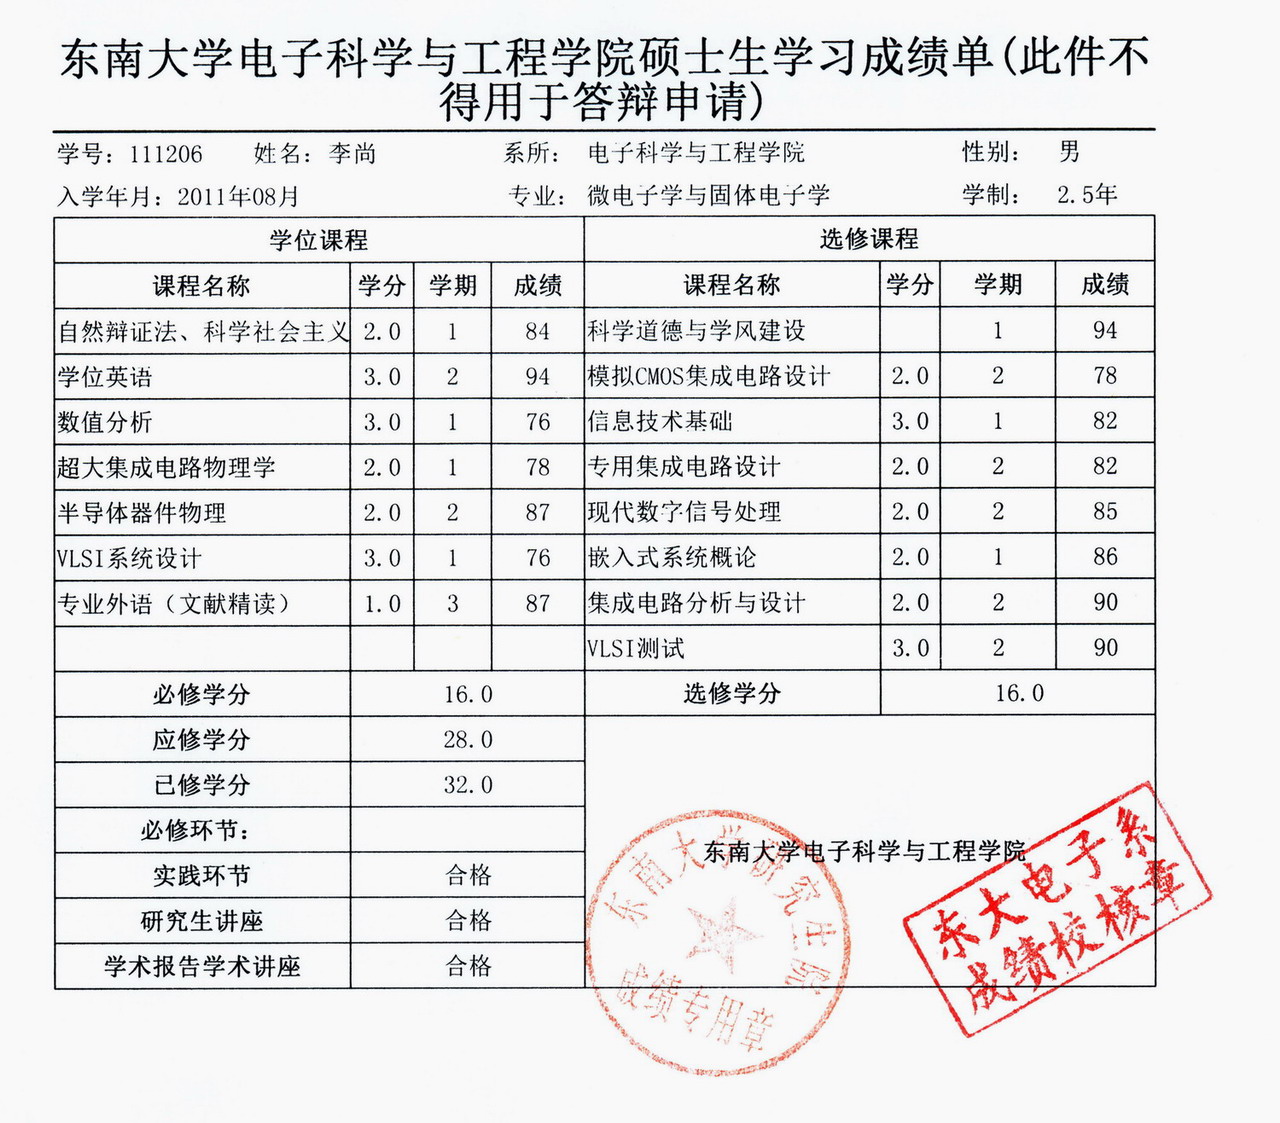 东南大学电子科学与工程学院硕士生学习成绩单(此件不
得用于答辩申请)
学号: 111206 姓名: 李尚 系所: 电子科学与工程学院 性别: 男
入学年月: 2011年08月 专业: 微电子学与固体电子学 学制: 2.5年
学位课程 选修课程
课程名称 学分 学期 成绩 课程名称 学分 学期 成绩
自然辩证法、科学社会主义 2.0 1 84 科学道德与学风建设 1 94
学位英语 3.0 2 94 模拟CMOS集成电路设计 2.0 2 78
数值分析 3.0 1 76 信息技术基础 3.0 1 82
超大集成电路物理学 2.0 1 78 专用集成电路设计 2.0 2 82
半导体器件物理 2.0 2 87 现代数字信号处理 2.0 2 85
VLSI系统设计 3.0 1 76 嵌入式系统概论 2.0 1 86
专业外语（文献精读） 1.0 3 87 集成电路分析与设计 2.0 2 90
VLSI测试 3.0 2 90
必修学分 16.0 选修学分 16.0
应修学分 28.0
已修学分 32.0
必修环节:
实践环节 合格
研究生讲座 合格
学术报告学术讲座 合格
东南大学电子科学与工程学院
东南大学研究生院
成绩专用章
东大电子系
成绩校核章